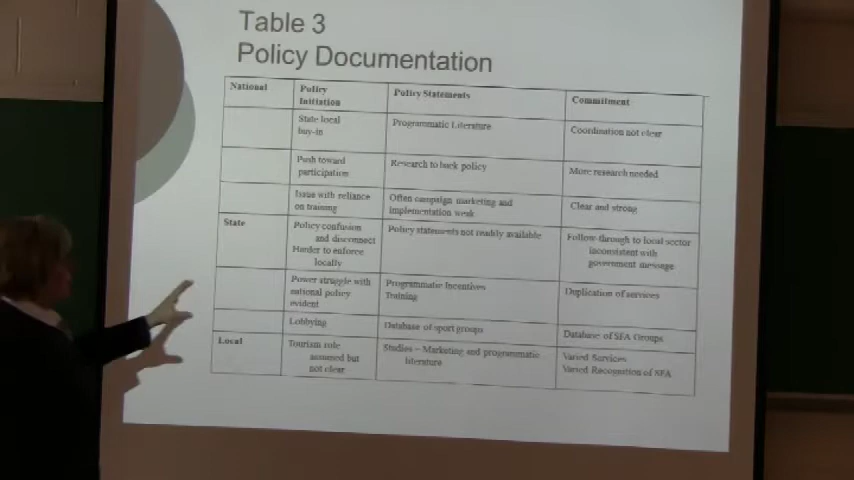 Table 3
Policy Documentation
National
Policy
Initiation
Policy Statements
Commitment
State local
buy-in
Programmatic Literature
Coordination not clear
Push toward
participation
Research to back policy
More research needed
Issue with reliance
on training
Often campaign marketing and
implementation weak
Clear and strong
State
Policy confusion
and disconnect
Harder to enforce
locally
Policy statements not readily available
Follow-through to local sector
inconsistent with
government message
Power struggle with
national policy
evident
Programmatic Incentives
Training
Duplication of services
Lobbying
Database of sport groups
Database of SFA Groups
Local
Tourism role
assumed but
not clear
Studies – Marketing and programmatic
literature
Varied Services
Varied Recognition of SFA